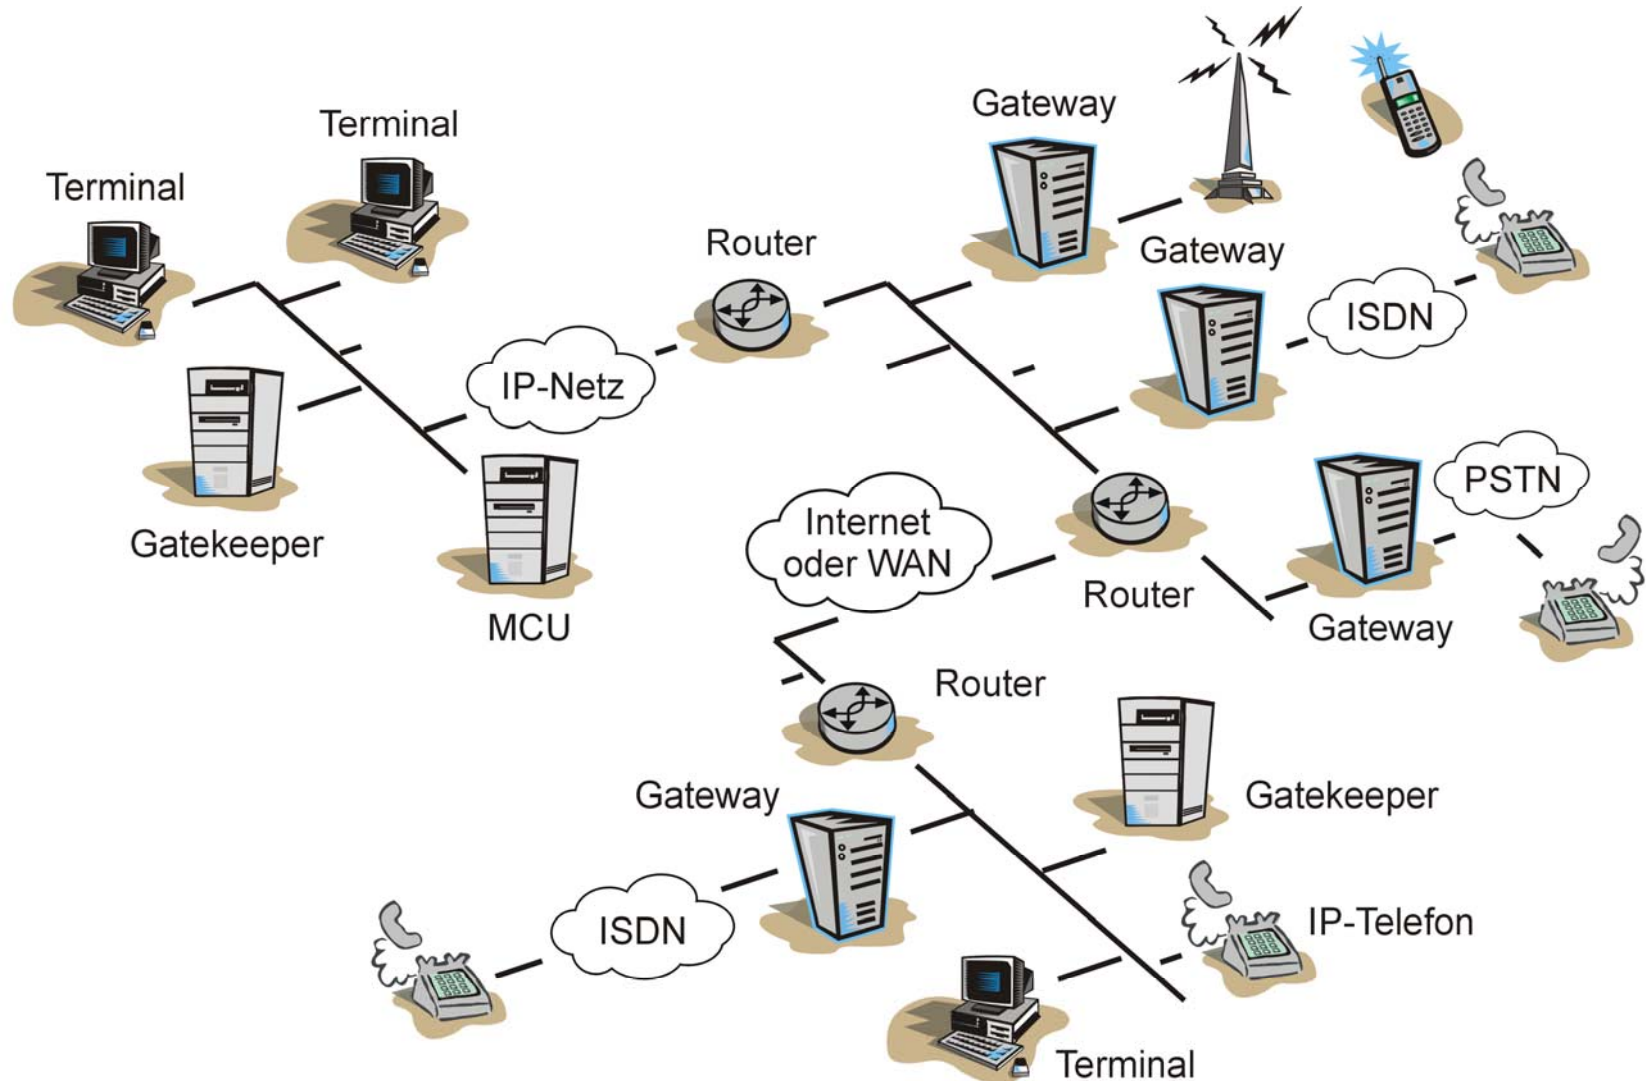 Gateway
Terminal
Terminal
Router
Gateway
ISDN
IP-Netz
PSTN
Internet
oder WAN
Gatekeeper
Router
MCU
Gateway
Router
Gateway
Gatekeeper
ISDN
IP-Telefon
Terminal